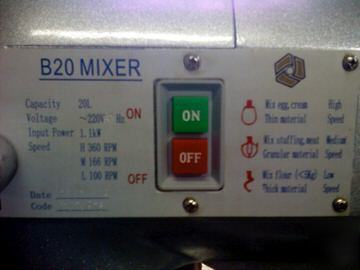 B20 MIXER
Capacity 20L
Voltage ~220V Hz
Input Power 1.1kW
Speed H 360 RPM
M 166 RPM
L 100 RPM
Date
Code
ON
OFF
ON
OFF
Mix egg,cream High
Thin material Speed
Mix stuffing,meat Medium
Granular material Speed
Mix flour (<5Kg) Low
Thick material Speed